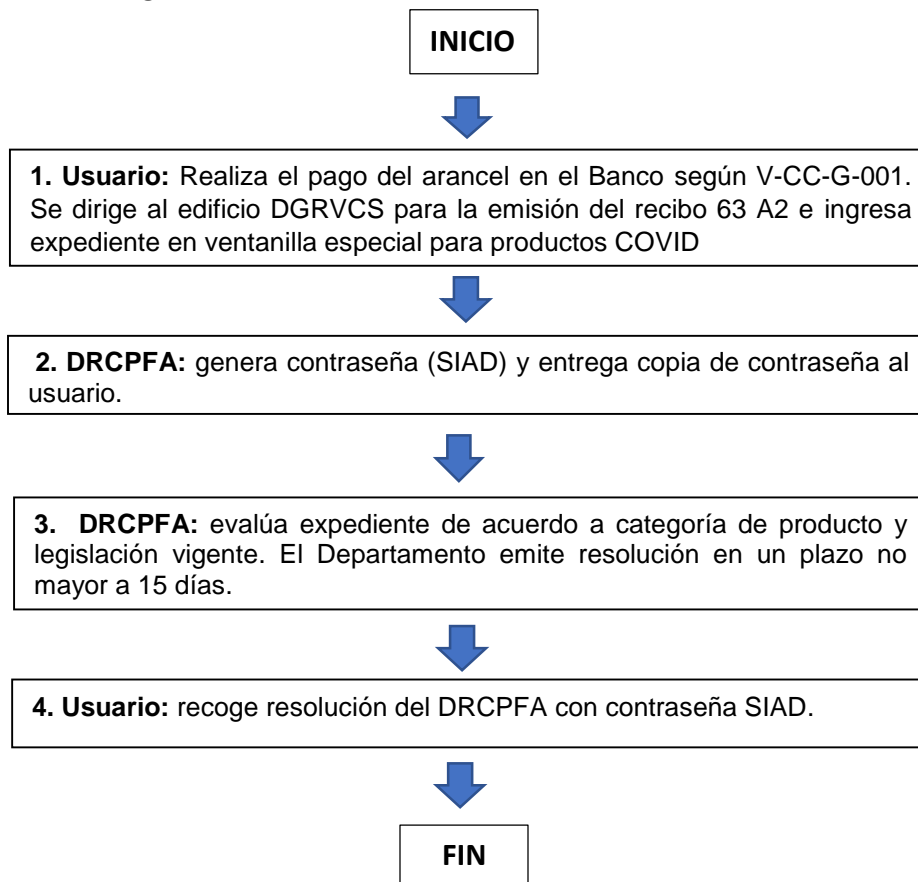 INICIO
1. Usuario: Realiza el pago del arancel en el Banco según V-CC-G-001.
Se dirige al edificio DGRVCS para la emisión del recibo 63 A2 e ingresa
expediente en ventanilla especial para productos COVID
2. DRCPFA: genera contraseña (SIAD) y entrega copia de contraseña al
usuario.
3. DRCPFA: evalúa expediente de acuerdo a categoría de producto y
legislación vigente. El Departamento emite resolución en un plazo no
mayor a 15 días.
4. Usuario: recoge resolución del DRCPFA con contraseña SIAD.
FIN